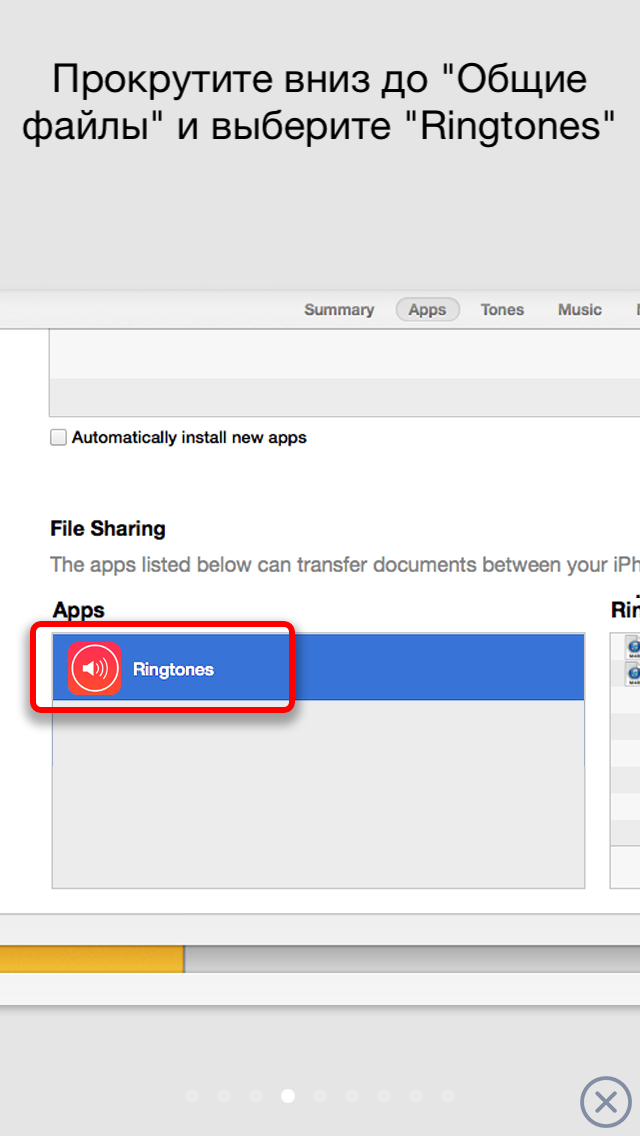 Прокрутите вниз до "Общие
файлы" и выберите "Ringtones"
Summary Apps Tones Music
Automatically install new apps
File Sharing
The apps listed below can transfer documents between your iPh
Apps
Ringtones